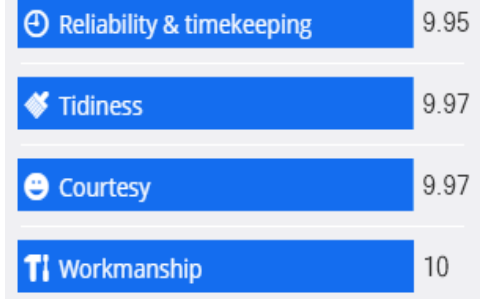 Reliability & timekeeping 9.95
Tidiness 9.97
Courtesy 9.97
Workmanship 10